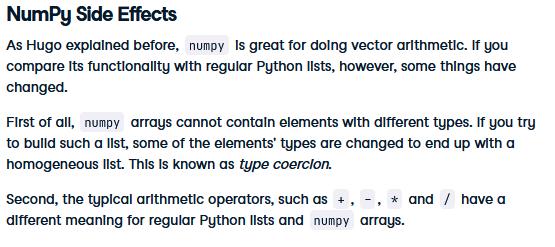 NumPy Side Effects
As Hugo explained before, numpy is great for doing vector arithmetic. If you
compare its functionality with regular Python lists, however, some things have
changed.
First of all, numpy arrays cannot contain elements with different types. If you try
to build such a list, some of the elements' types are changed to end up with a
homogeneous list. This is known as type coercion.
Second, the typical arithmetic operators, such as +, -, * and / have a
different meaning for regular Python lists and numpy arrays.